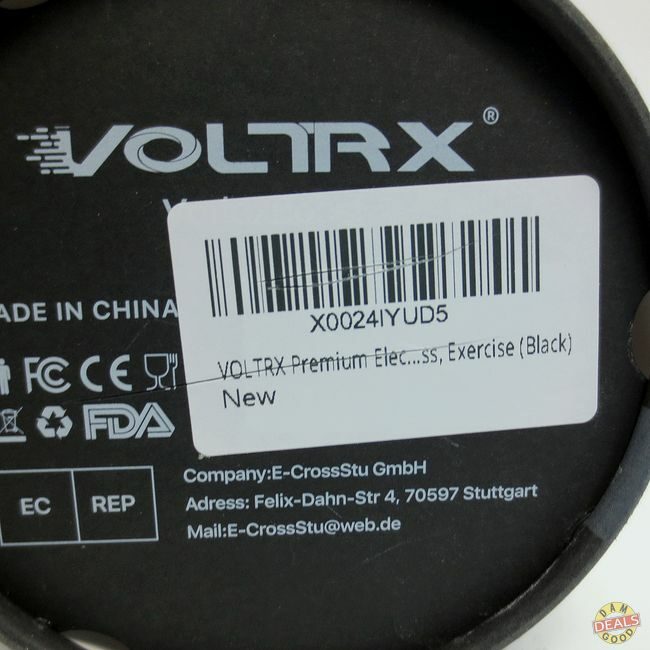 VOLTRX®
ADE IN CHINA
X0024IYUD5
VOLTRX Premium Elec...ss, Exercise (Black)
New
FC CE
FDA
EC REP
Company:E-CrossStu GmbH
Adress: Felix-Dahn-Str 4, 70597 Stuttgart
Mail:E-CrossStu@web.de
DAM
DEALS
GOOD